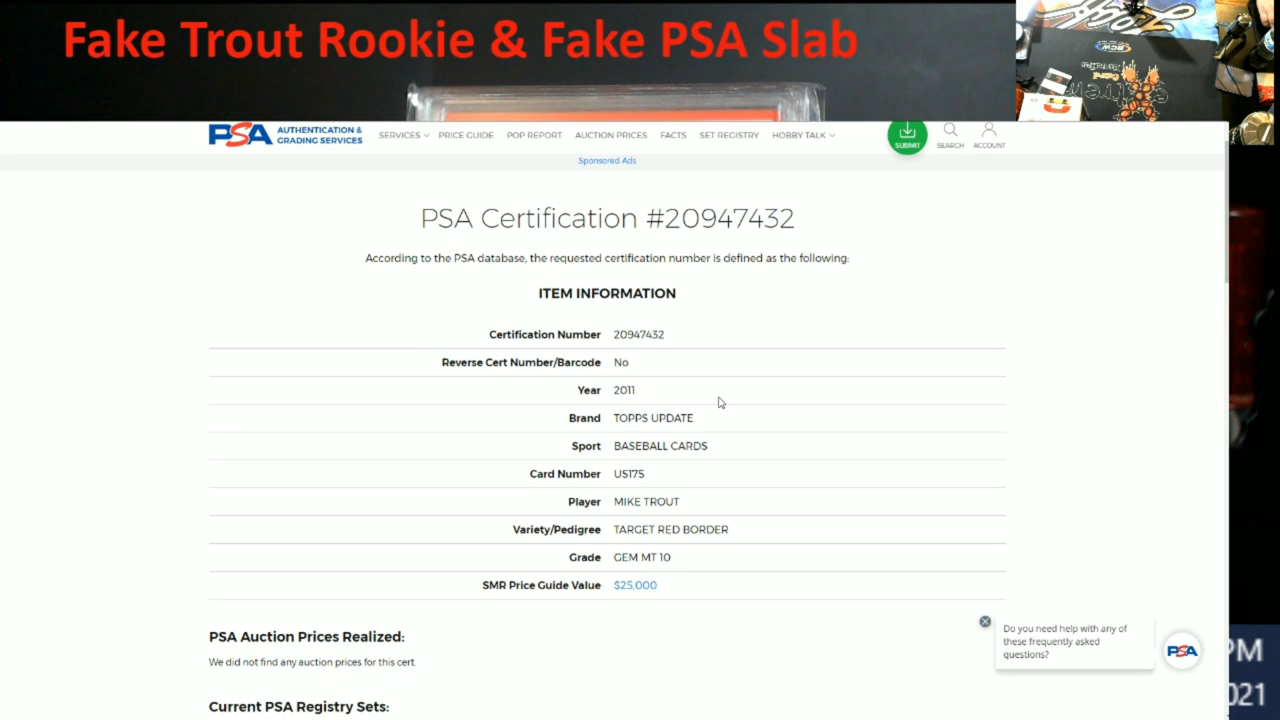 Fake Trout Rookie & Fake PSA Slab
BCW
PSA AUTHENTICATION &
GRADING SERVICES
SERVICES PRICE GUIDE POP REPORT AUCTION PRICES FACTS SET REGISTRY HOBBY TALK
SUBMIT SEARCH ACCOUNT
Sponsored Ads
PSA Certification #20947432
According to the PSA database, the requested certification number is defined as the following:
ITEM INFORMATION
Certification Number 20947432
Reverse Cert Number/Barcode No
Year 2011
Brand TOPPS UPDATE
Sport BASEBALL CARDS
Card Number US175
Player MIKE TROUT
Variety/Pedigree TARGET RED BORDER
Grade GEM MT 10
SMR Price Guide Value $25,000
PSA Auction Prices Realized:
We did not find any auction prices for this cert.
Current PSA Registry Sets:
Do you need help with any of
these frequently asked
questions?
PSA
PM
021